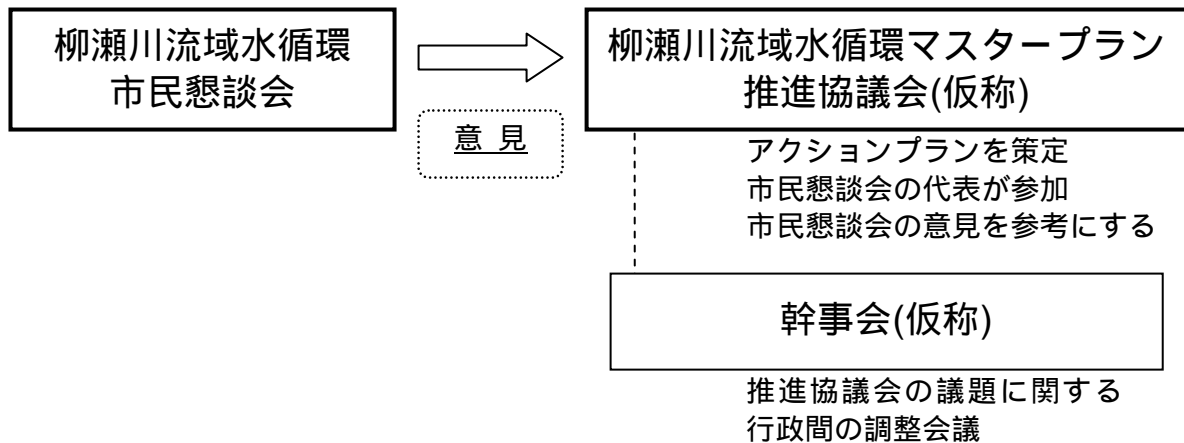 柳瀬川流域水循環
市民懇談会
意 見
柳瀬川流域水循環マスタープラン
推進協議会(仮称)
アクションプランを策定
市民懇談会の代表が参加
市民懇談会の意見を参考にする
幹事会(仮称)
推進協議会の議題に関する
行政間の調整会議